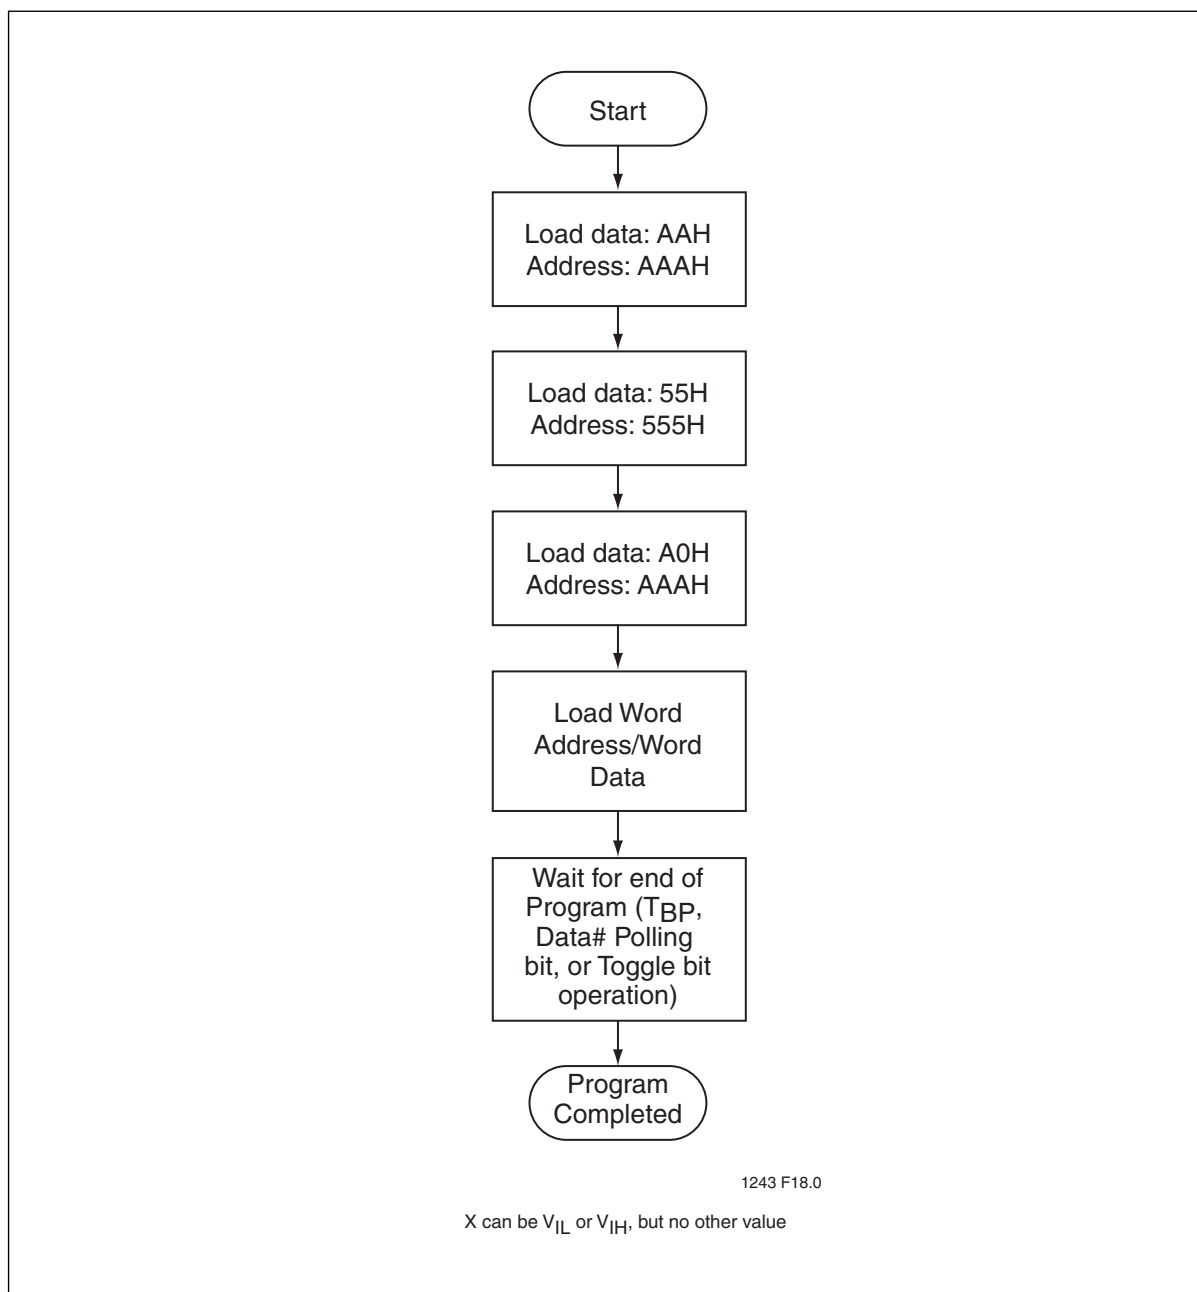 Start
Load data: AAH
Address: AAAH
Load data: 55H
Address: 555H
Load data: A0H
Address: AAAH
Load Word
Address/Word
Data
Wait for end of
Program (TBP,
Data# Polling
bit, or Toggle bit
operation)
Program
Completed
1243 F18.0
X can be VIL or VIH, but no other value